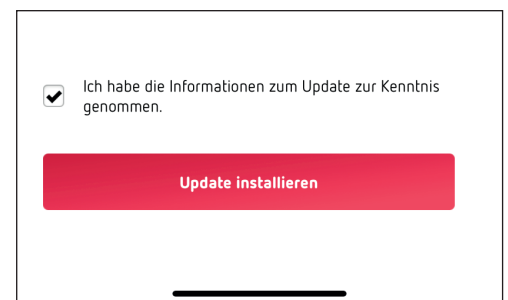 Ich habe die Informationen zum Update zur Kenntnis
genommen.
Update installieren